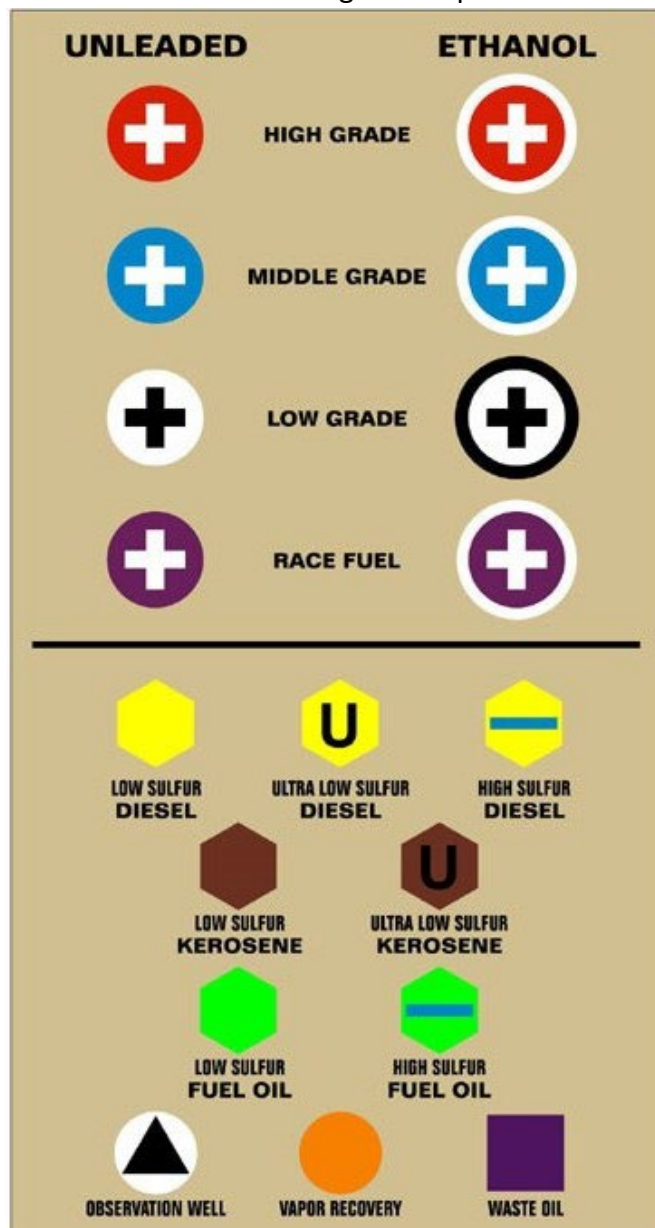 UNLEADED ETHANOL
HIGH GRADE
MIDDLE GRADE
LOW GRADE
RACE FUEL
U
LOW SULFUR ULTRA LOW SULFUR HIGH SULFUR
DIESEL DIESEL DIESEL
U
LOW SULFUR ULTRA LOW SULFUR
KEROSENE KEROSENE
LOW SULFUR HIGH SULFUR
FUEL OIL FUEL OIL
OBSERVATION WELL VAPOR RECOVERY WASTE OIL